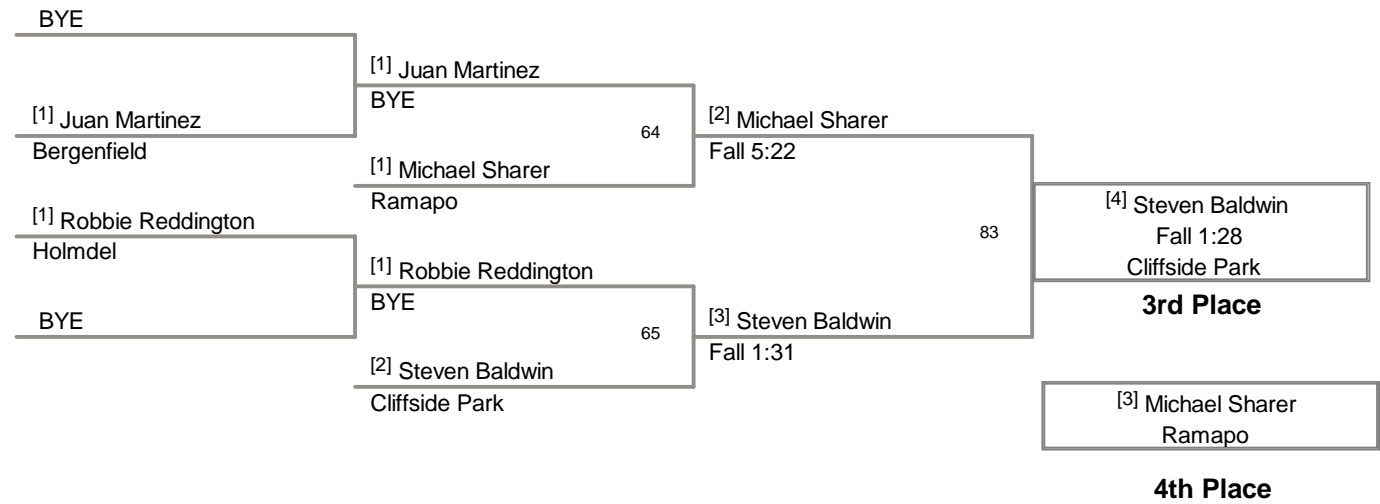 BYE
[1] Juan Martinez
Bergenfield
[1] Robbie Reddington
Holmdel
BYE
[1] Juan Martinez
BYE
64
[1] Michael Sharer
Ramapo
[1] Robbie Reddington
BYE
65
[2] Steven Baldwin
Cliffside Park
[2] Michael Sharer
Fall 5:22
83
[3] Steven Baldwin
Fall 1:31
[4] Steven Baldwin
Fall 1:28
Cliffside Park
3rd Place
[3] Michael Sharer
Ramapo
4th Place